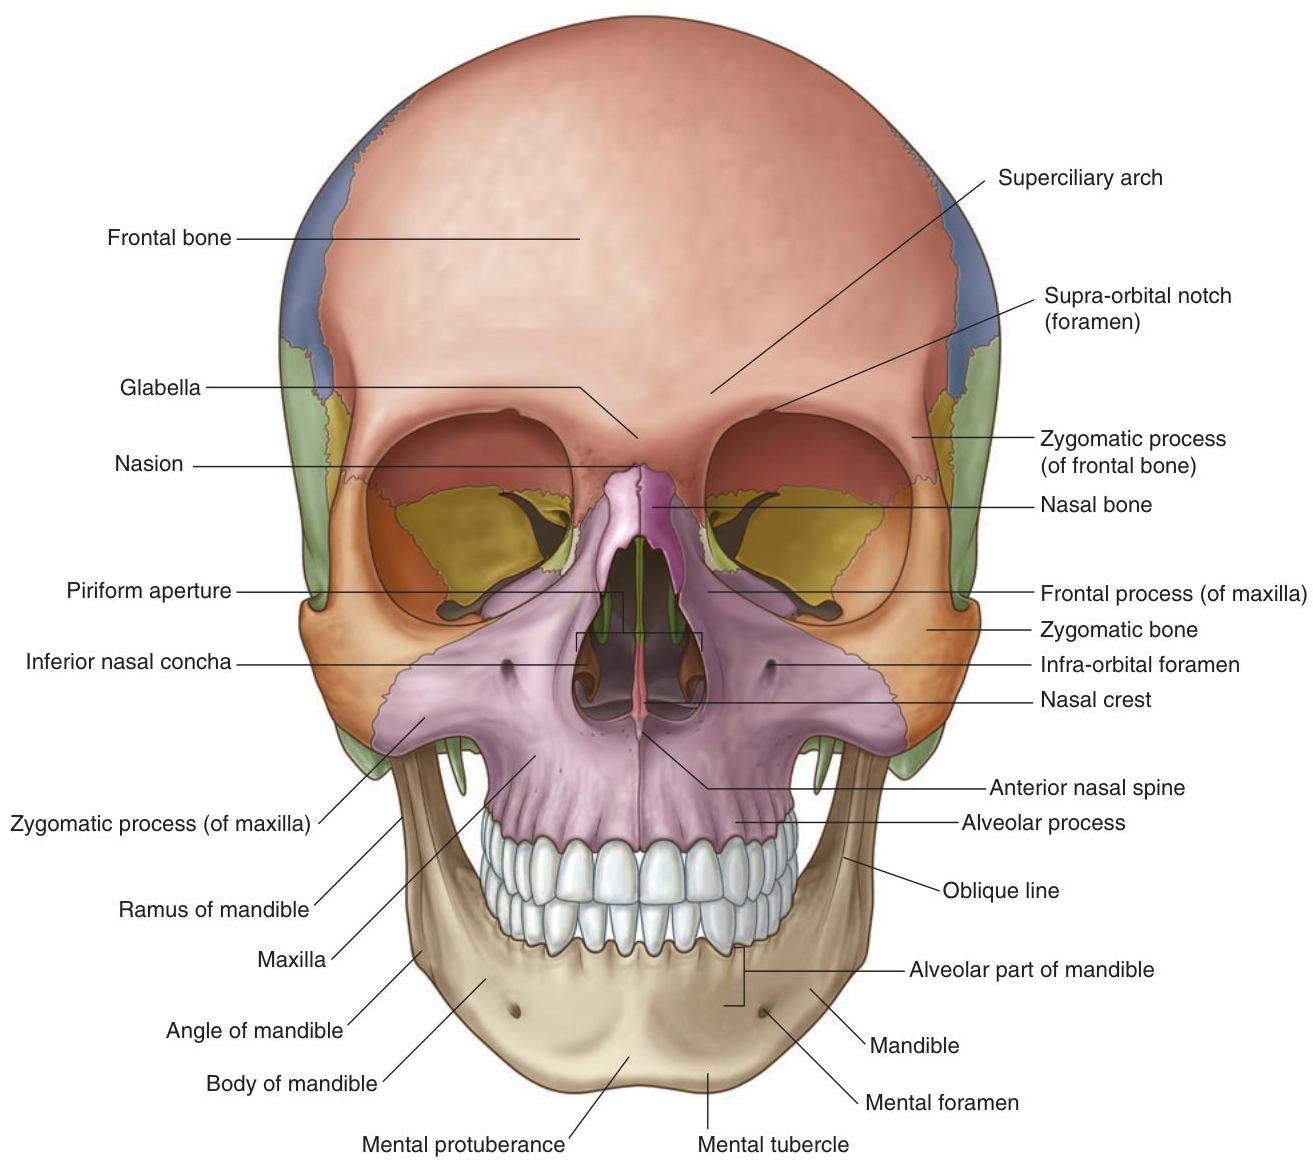 Superciliary arch
Frontal bone
Supra-orbital notch
(foramen)
Glabella
Zygomatic process
(of frontal bone)
Nasion
Nasal bone
Piriform aperture
Frontal process (of maxilla)
Zygomatic bone
Inferior nasal concha
Infra-orbital foramen
Nasal crest
Anterior nasal spine
Zygomatic process (of maxilla)
Alveolar process
Oblique line
Ramus of mandible
Maxilla
Alveolar part of mandible
Angle of mandible
Mandible
Body of mandible
Mental foramen
Mental protuberance
Mental tubercle